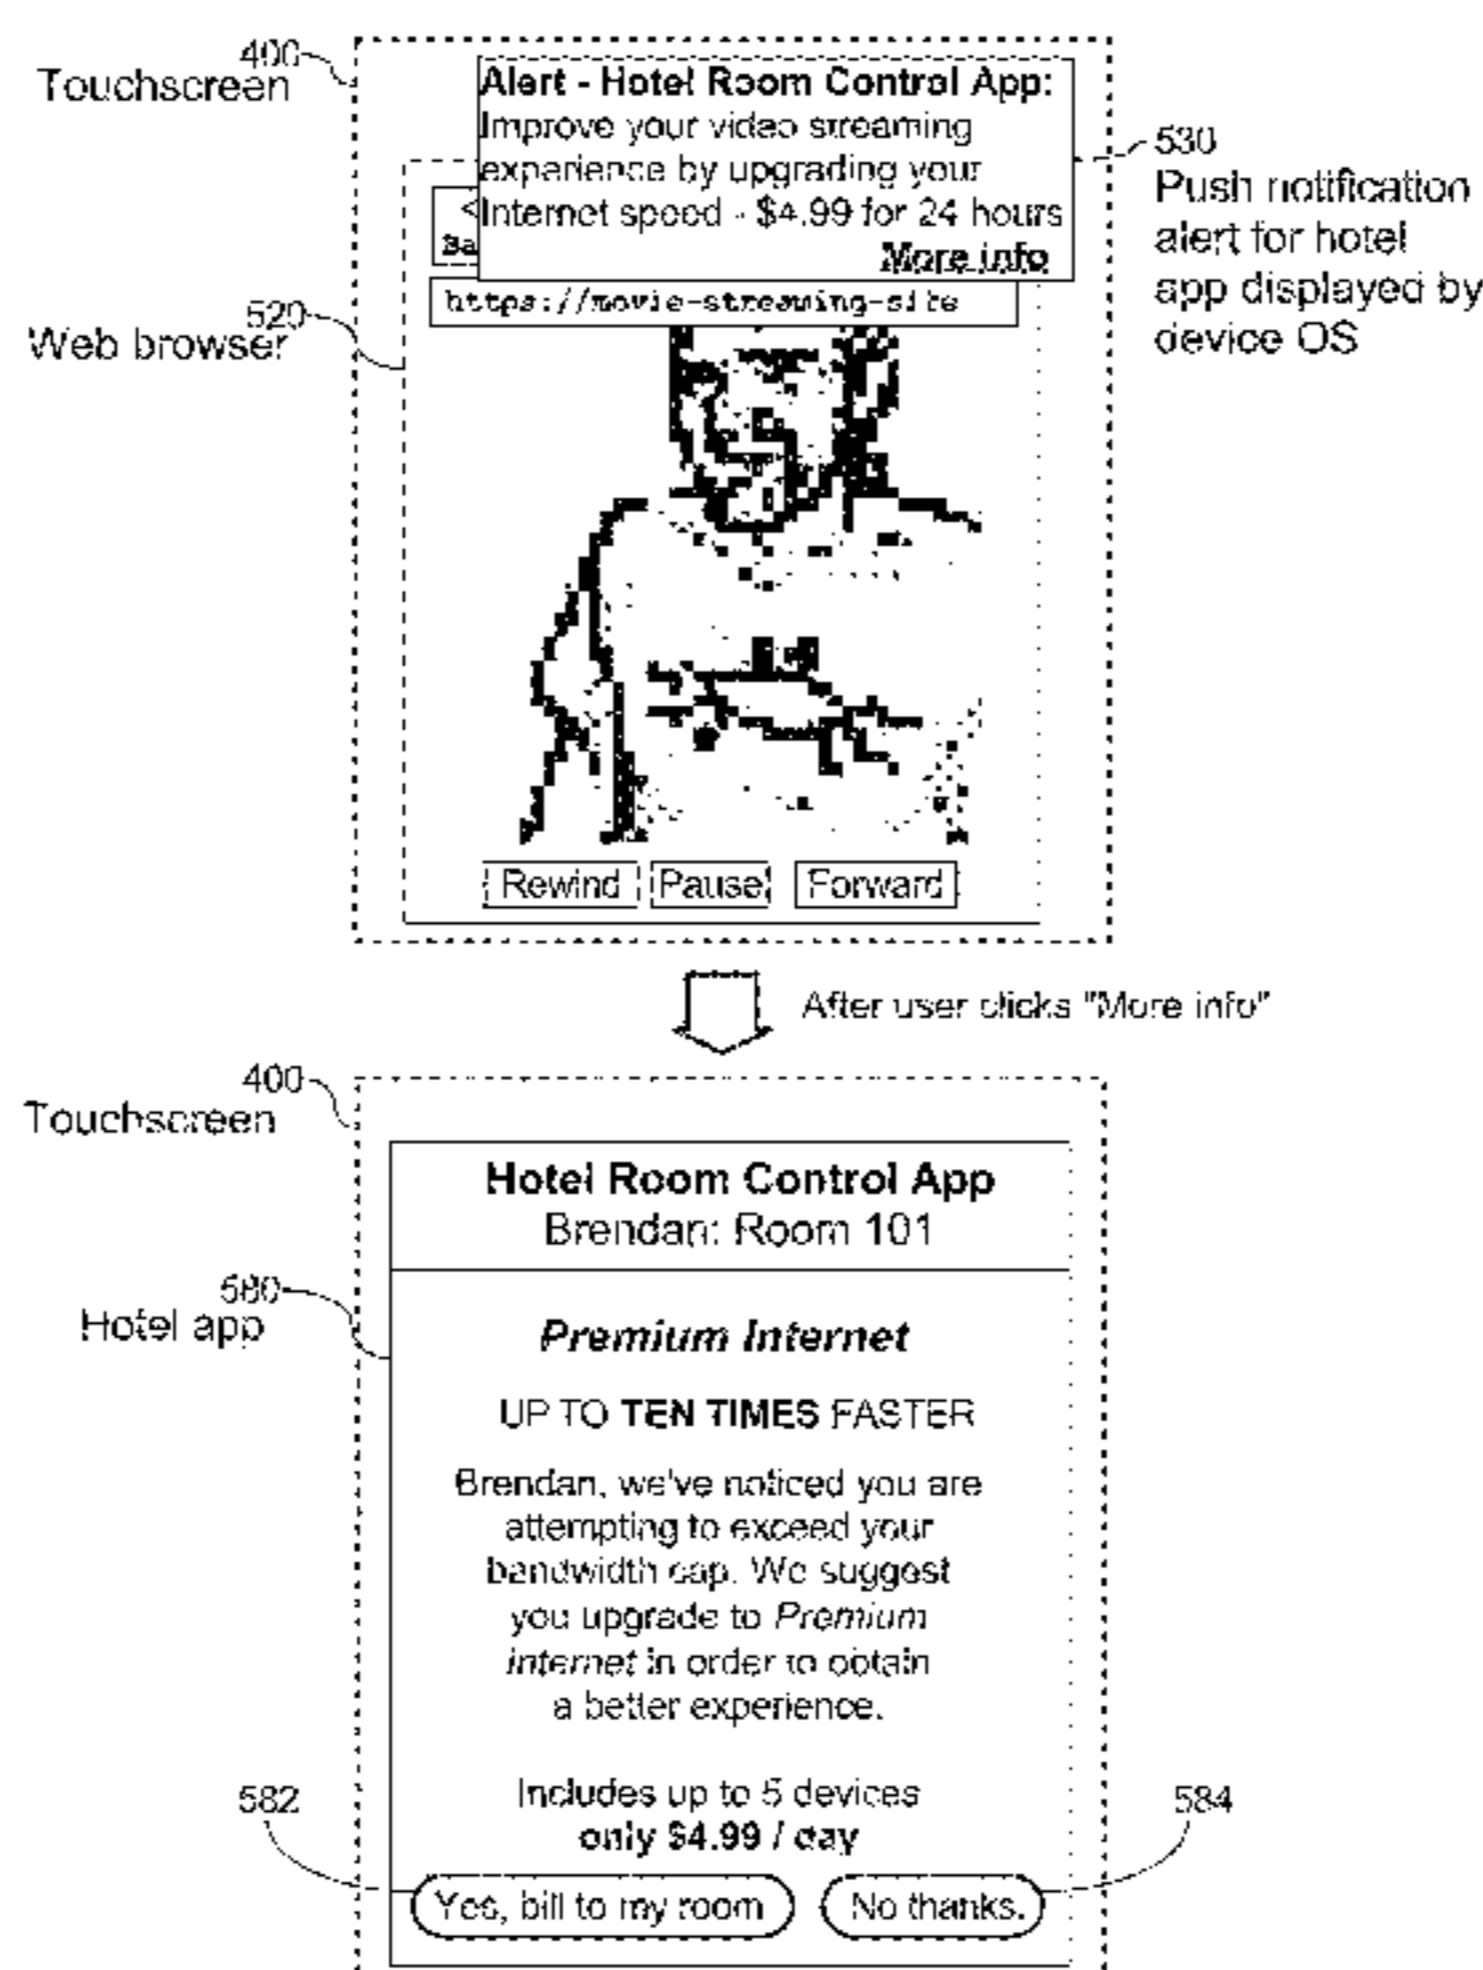 400
Touchscreen
Alert - Hotel Room Control App:
Improve your video streaming
experience by upgrading your
Internet speed - $4.99 for 24 hours
More info
530
Push notification
alert for hotel
app displayed by
device OS
<
Ba
https://movie-streaming-site
520
Web browser
Rewind
Pause
Forward
After user clicks "More info"
400
Touchscreen
Hotel Room Control App
Brendan: Room 101
580
Hotel app
Premium Internet
UP TO TEN TIMES FASTER
Brendan, we've noticed you are
attempting to exceed your
bandwidth cap. We suggest
you upgrade to Premium
Internet in order to obtain
a better experience.
Includes up to 5 devices
only $4.99 / day
582
584
Yes, bill to my room
No thanks.